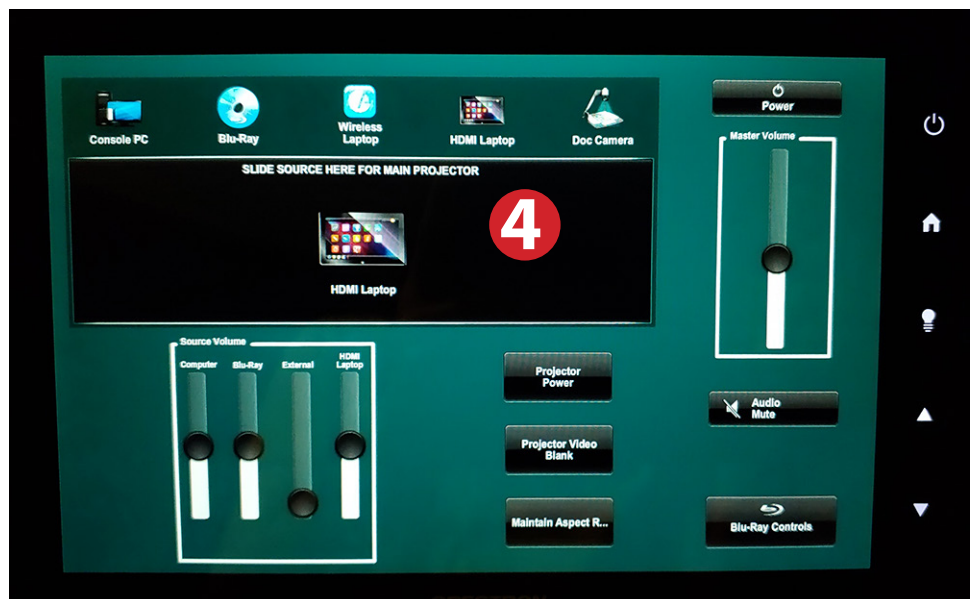 Console PC
Blu-Ray
Wireless
Laptop
HDMI Laptop
Doc Camera
Power
SLIDE SOURCE HERE FOR MAIN PROJECTOR
4
HDMI Laptop
Master Volume
Source Volume
Computer
Blu-Ray
External
HDMI
Laptop
Projector
Power
Projector Video
Blank
Maintain Aspect R...
Audio
Mute
Blu-Ray Controls